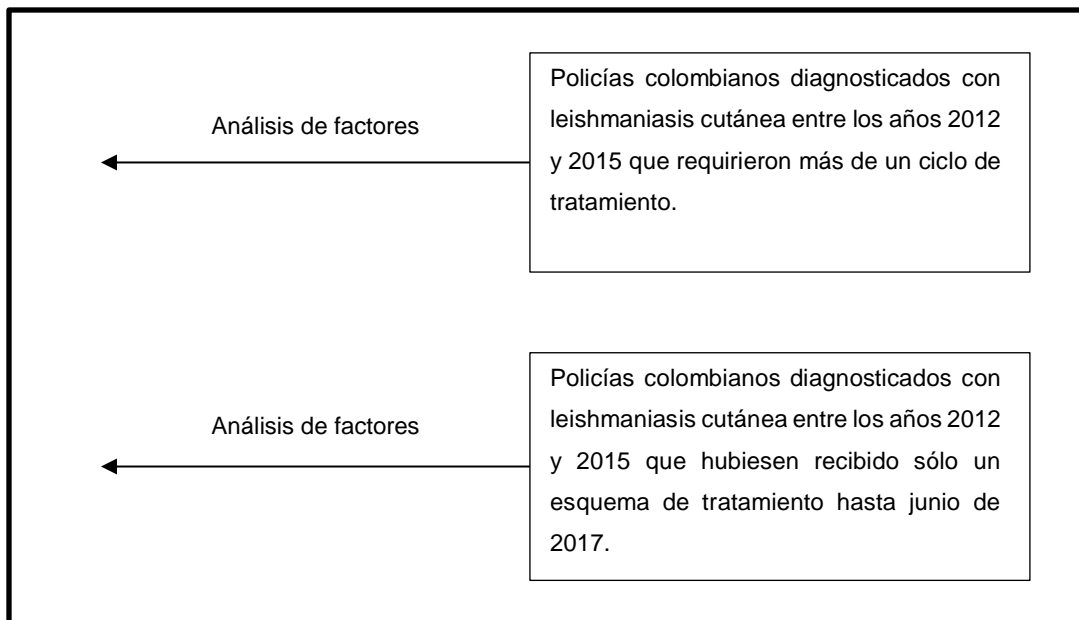 Policías colombianos diagnosticados con
leishmaniasis cutánea entre los años 2012
y 2015 que requirieron más de un ciclo de
tratamiento.
Análisis de factores
Policías colombianos diagnosticados con
leishmaniasis cutánea entre los años 2012
y 2015 que hubiesen recibido sólo un
esquema de tratamiento hasta junio de
2017.
Análisis de factores